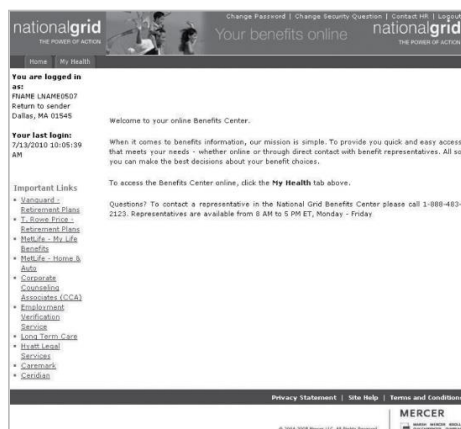 nationalgrid
THE POWER OF ACTION
Change Password | Change Security Question | Contact HR | Logout
Your benefits online
nationalgrid
THE POWER OF ACTION
Home
My Health
You are logged in
as:
FNAME LNAME0507
Return to sender
Dallas, MA 01545
Your last login:
7/13/2010 10:05:39
AM
Important Links
Vanguard -
Retirement Plans
T. Rowe Price -
Retirement Plans
MetLife - My Life
Benefits
MetLife - Home &
Auto
Corporate
Counseling
Associates (CCA)
Employment
Verification
Service
Long Term Care
Hyatt Legal
Services
Caremark
Ceridian
Welcome to your online Benefits Center.
When it comes to benefits information, our mission is simple. To provide you quick and easy access
that meets your needs - whether online or through direct contact with benefit representatives. All so
you can make the best decisions about your benefit choices.
To access the Benefits Center online, click the My Health tab above.
Questions? To contact a representative in the National Grid Benefits Center please call 1-888-483-
2123. Representatives are available from 8 AM to 5 PM ET, Monday - Friday
Privacy Statement | Site Help | Terms and Conditions
MERCER
MARSH MERCER KROLL